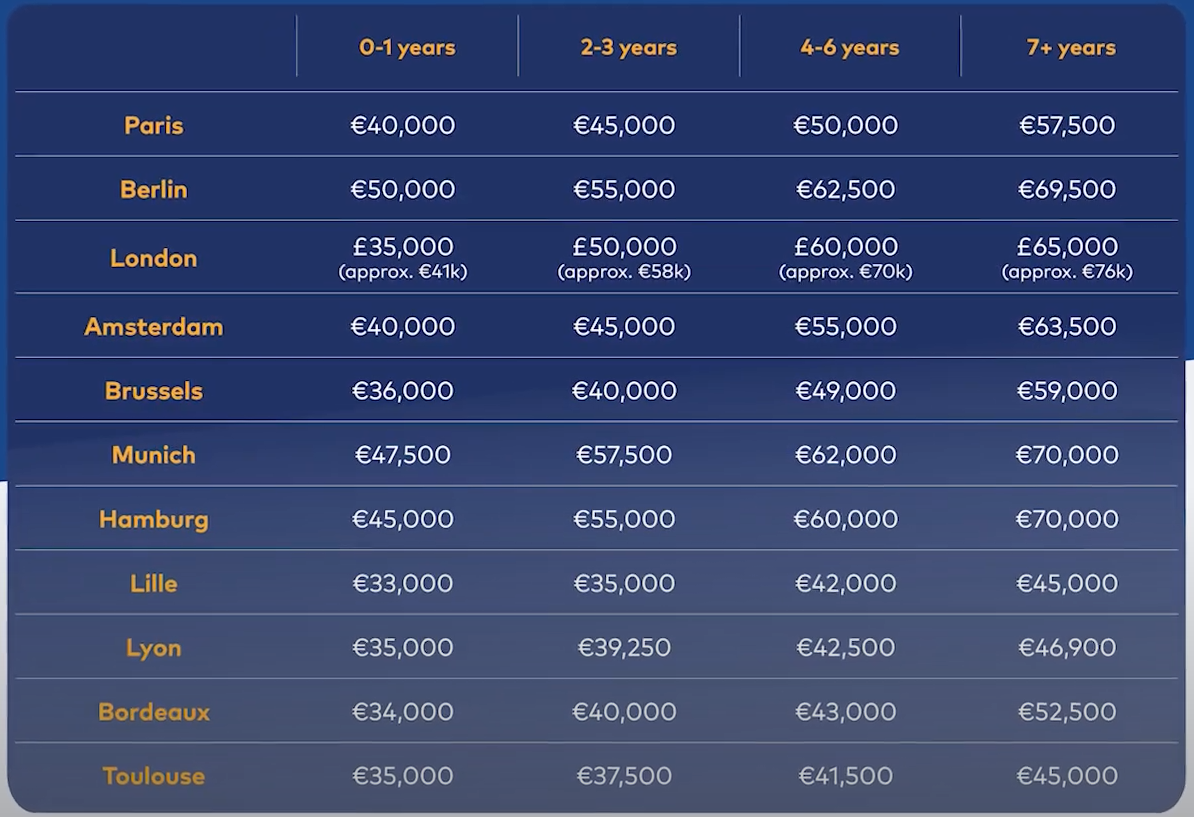 0-1 years 2-3 years 4-6 years 7+ years
Paris €40,000 €45,000 €50,000 €57,500
Berlin €50,000 €55,000 €62,500 €69,500
London £35,000 (approx. €41k) £50,000 (approx. €58k) £60,000 (approx. €70k) £65,000 (approx. €76k)
Amsterdam €40,000 €45,000 €55,000 €63,500
Brussels €36,000 €40,000 €49,000 €59,000
Munich €47,500 €57,500 €62,000 €70,000
Hamburg €45,000 €55,000 €60,000 €70,000
Lille €33,000 €35,000 €42,000 €45,000
Lyon €35,000 €39,250 €42,500 €46,900
Bordeaux €34,000 €40,000 €43,000 €52,500
Toulouse €35,000 €37,500 €41,500 €45,000